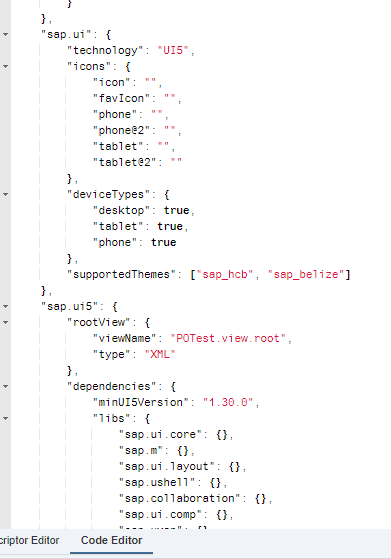 }
},
"sap.ui": {
"technology": "UI5",
"icons": {
"icon": "",
"favIcon": "",
"phone": "",
"phone@2": "",
"tablet": "",
"tablet@2": ""
},
"deviceTypes": {
"desktop": true,
"tablet": true,
"phone": true
},
"supportedThemes": ["sap_hcb", "sap_belize"]
},
"sap.ui5": {
"rootView": {
"viewName": "POTest.view.root",
"type": "XML"
},
"dependencies": {
"minUI5Version": "1.30.0",
"libs": {
"sap.ui.core": {},
"sap.m": {},
"sap.ui.layout": {},
"sap.ushell": {},
"sap.collaboration": {},
"sap.ui.comp": {},
criptor Editor Code Editor